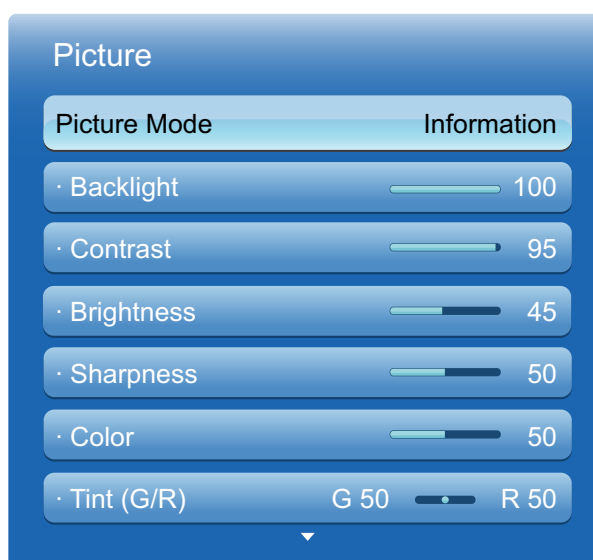 Picture
Picture Mode Information
· Backlight 100
· Contrast 95
· Brightness 45
· Sharpness 50
· Color 50
· Tint (G/R) G 50 R 50